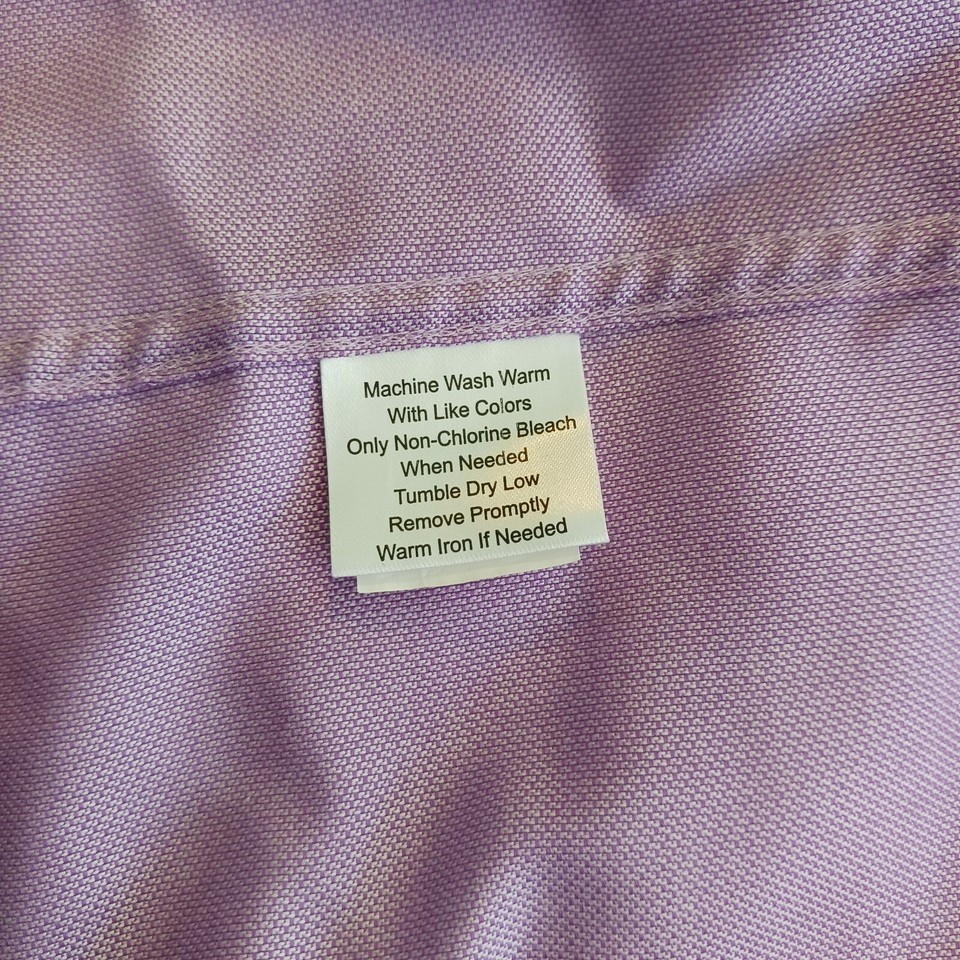 Machine Wash Warm
With Like Colors
Only Non-Chlorine Bleach
When Needed
Tumble Dry Low
Remove Promptly
Warm Iron If Needed